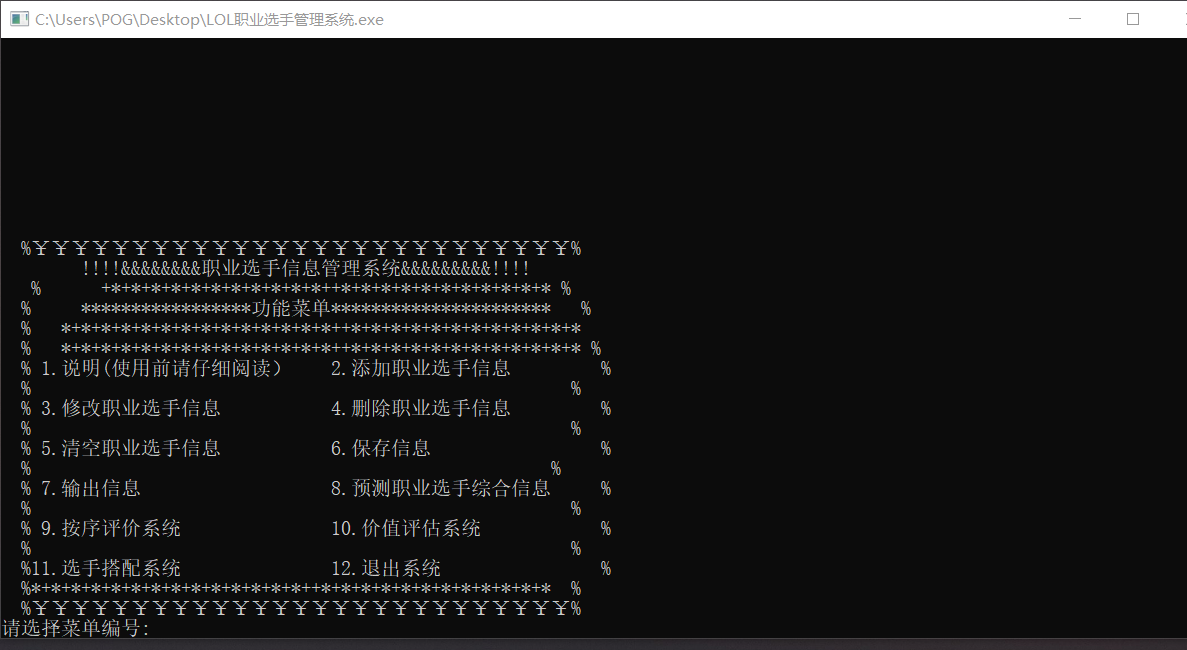 C:\Users\POG\Desktop\LOL职业选手管理系统.exe
%￥￥￥￥￥￥￥￥￥￥￥￥￥￥￥￥￥￥￥￥￥￥￥￥￥￥￥%
!!!!&&&&&&&&职业选手信息管理系统&&&&&&&&&!!!!
% +*+*+*+*+*+*+*+*+*+*++*+*+*+*+*+*+*+*+*+*+*+* %
% *****************功能菜单********************** %
% *+*+*+*+*+*+*+*+*+*+*+*+*+*++*+*+*+*+*+*+*+*+*+*+*+*
% *+*+*+*+*+*+*+*+*+*+*+*+*+*++*+*+*+*+*+*+*+*+*+*+*+* %
% 1.说明(使用前请仔细阅读） 2.添加职业选手信息 %
% %
% 3.修改职业选手信息 4.删除职业选手信息 %
% %
% 5.清空职业选手信息 6.保存信息 %
% %
% 7.输出信息 8.预测职业选手综合信息 %
% %
% 9.按序评价系统 10.价值评估系统 %
% %
%11.选手搭配系统 12.退出系统 %
%*+*+*+*+*+*+*+*+*+*+*+*+*+*++*+*+*+*+*+*+*+*+*+*+*+* %
%￥￥￥￥￥￥￥￥￥￥￥￥￥￥￥￥￥￥￥￥￥￥￥￥￥￥￥%
请选择菜单编号: